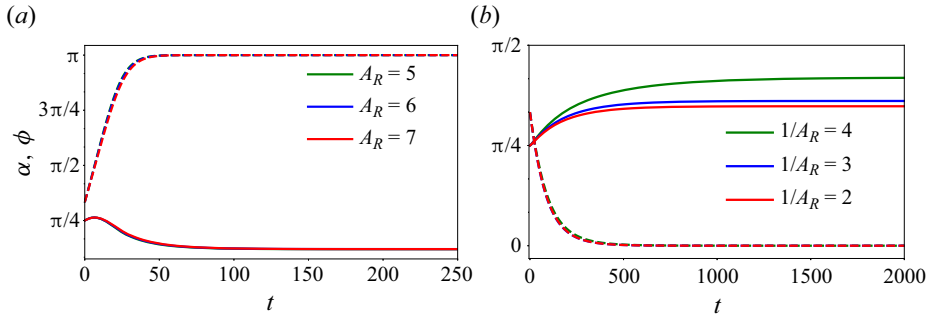 (a)
α, ϕ
π
3π/4
π/2
π/4
A_R = 5
A_R = 6
A_R = 7
0 50 100 150 200 250
t
(b)
π/2
π/4
0
1/A_R = 4
1/A_R = 3
1/A_R = 2
0 500 1000 1500 2000
t